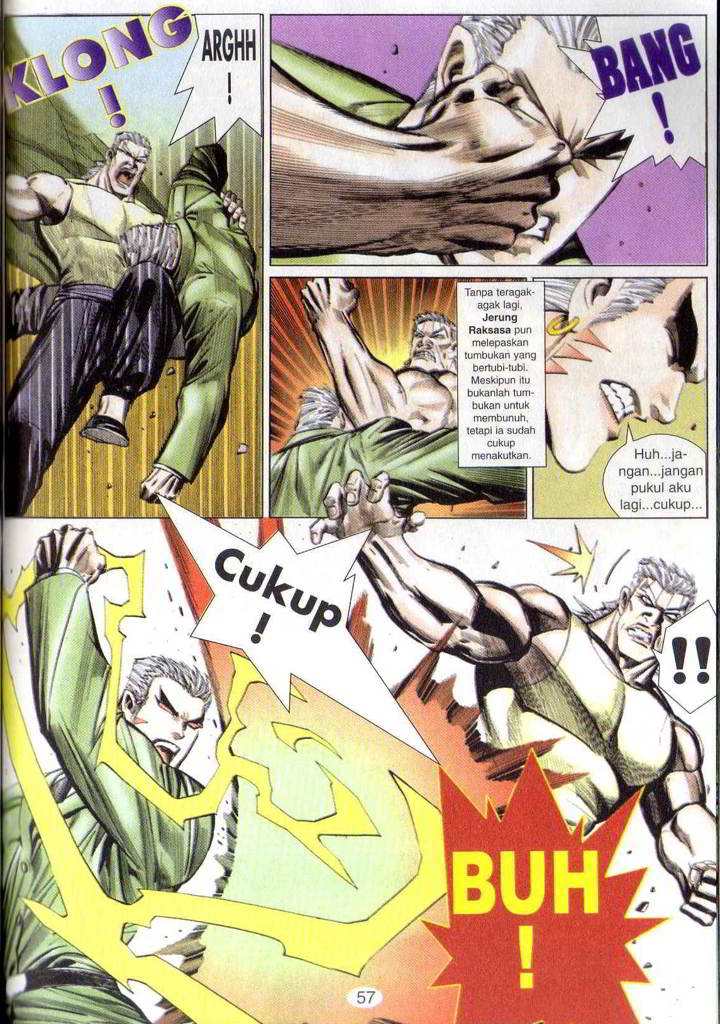 KLONG
!
ARGHH
!
BANG
!
Tanpa teragak-
agak lagi,
Jerung
Raksasa pun
melepaskan
tumbukan yang
bertubi-tubi.
Meskipun itu
bukanlah tum-
bukan untuk
membunuh,
tetapi ia sudah
cukup
menakutkan.
Huh...ja-
ngan...jangan
pukul aku
lagi...cukup...
Cukup
!
!!
BUH
!
57